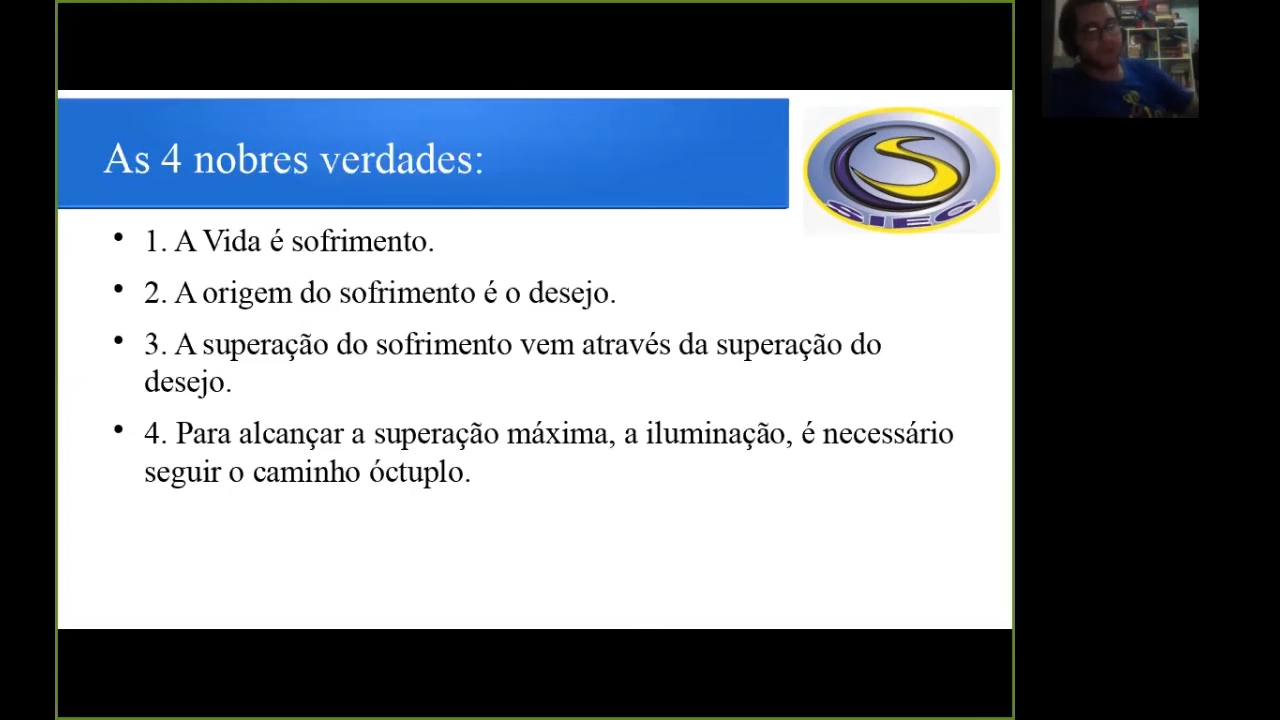 As 4 nobres verdades:
SIEC
• 1. A Vida é sofrimento.
• 2. A origem do sofrimento é o desejo.
• 3. A superação do sofrimento vem através da superação do
desejo.
• 4. Para alcançar a superação máxima, a iluminação, é necessário
seguir o caminho óctuplo.